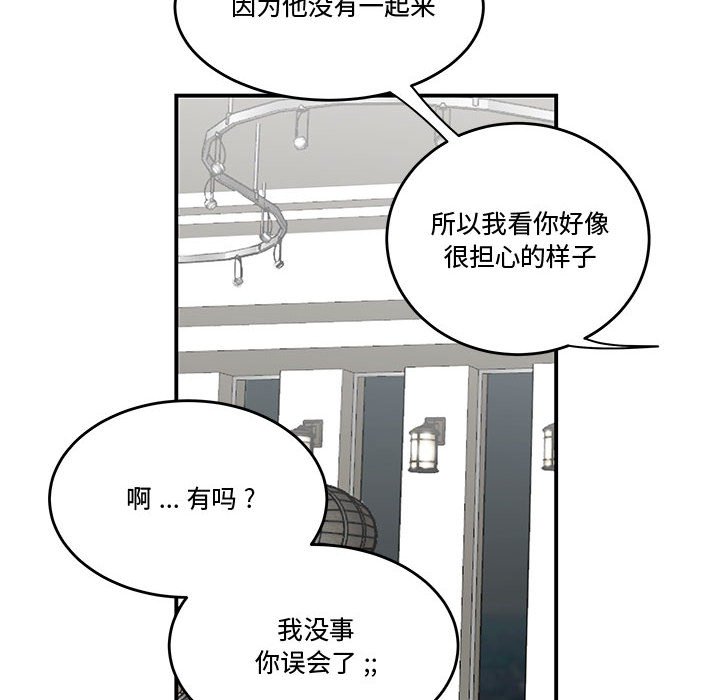 因为他没有一起来
所以我看你好像
很担心的样子
啊 ... 有吗 ?
我没事
你误会了 ;;